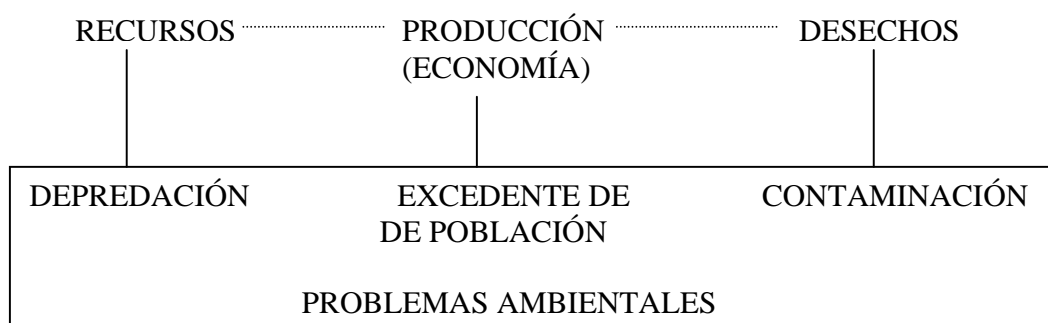 RECURSOS PRODUCCIÓN DESECHOS
(ECONOMÍA)
DEPREDACIÓN EXCEDENTE DE CONTAMINACIÓN
DE POBLACIÓN
PROBLEMAS AMBIENTALES